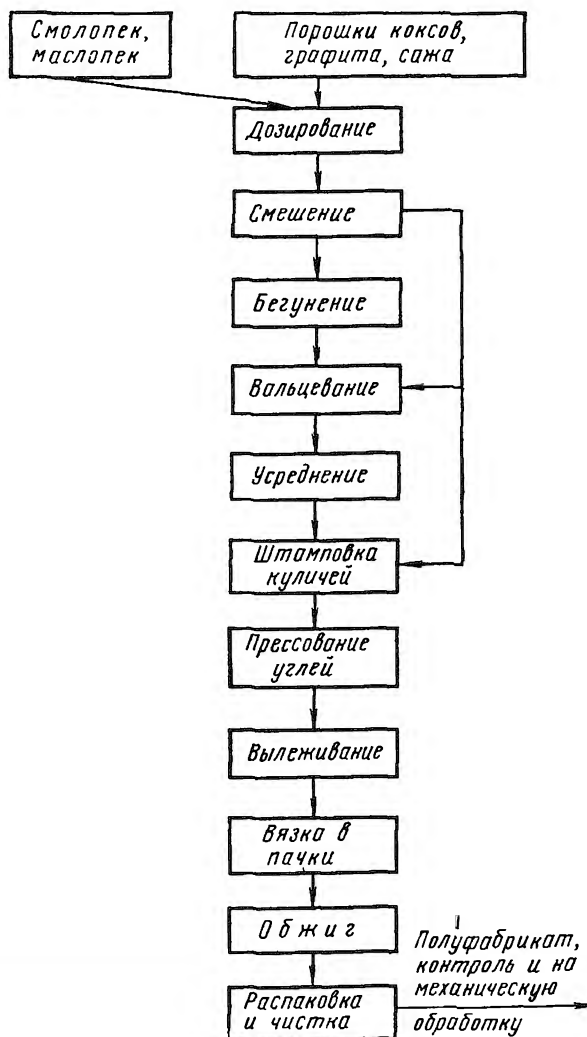 Смолопек,
маслопек
Порошки коксов,
графита, сажа
Дозирование
Смешение
Бегунение
Вальцевание
Усреднение
Штамповка
куличей
Прессование
углей
Вылеживание
Вязка в
пачки
Обжиг
Распаковка
и чистка
Полуфабрикат,
контроль и на
механическую
обработку